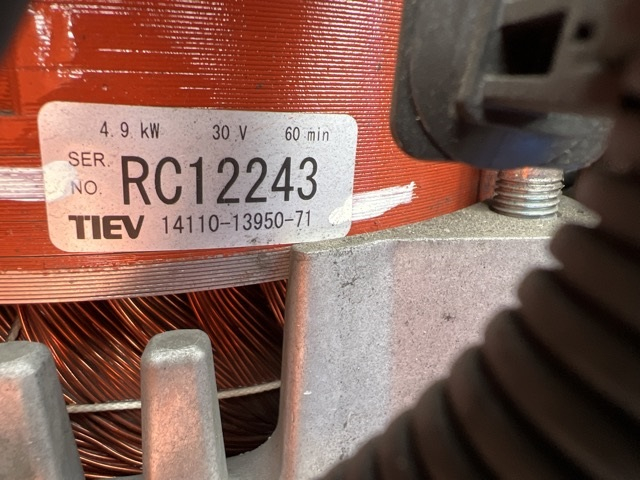 4.9 kW 30 V 60 min
SER. NO. RC12243
TIEV 14110-13950-71